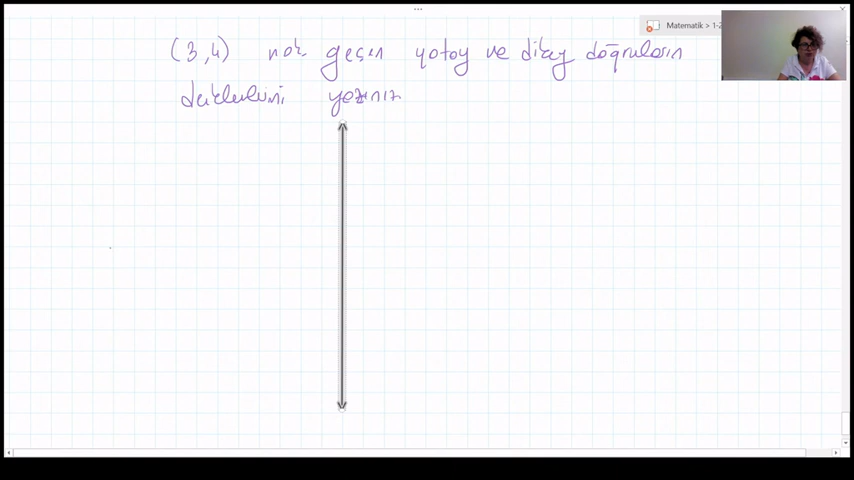 (3,4) nok. geçen yatay ve dikey doğruların
denklemlerini yazınız.
Matematik > 1-2